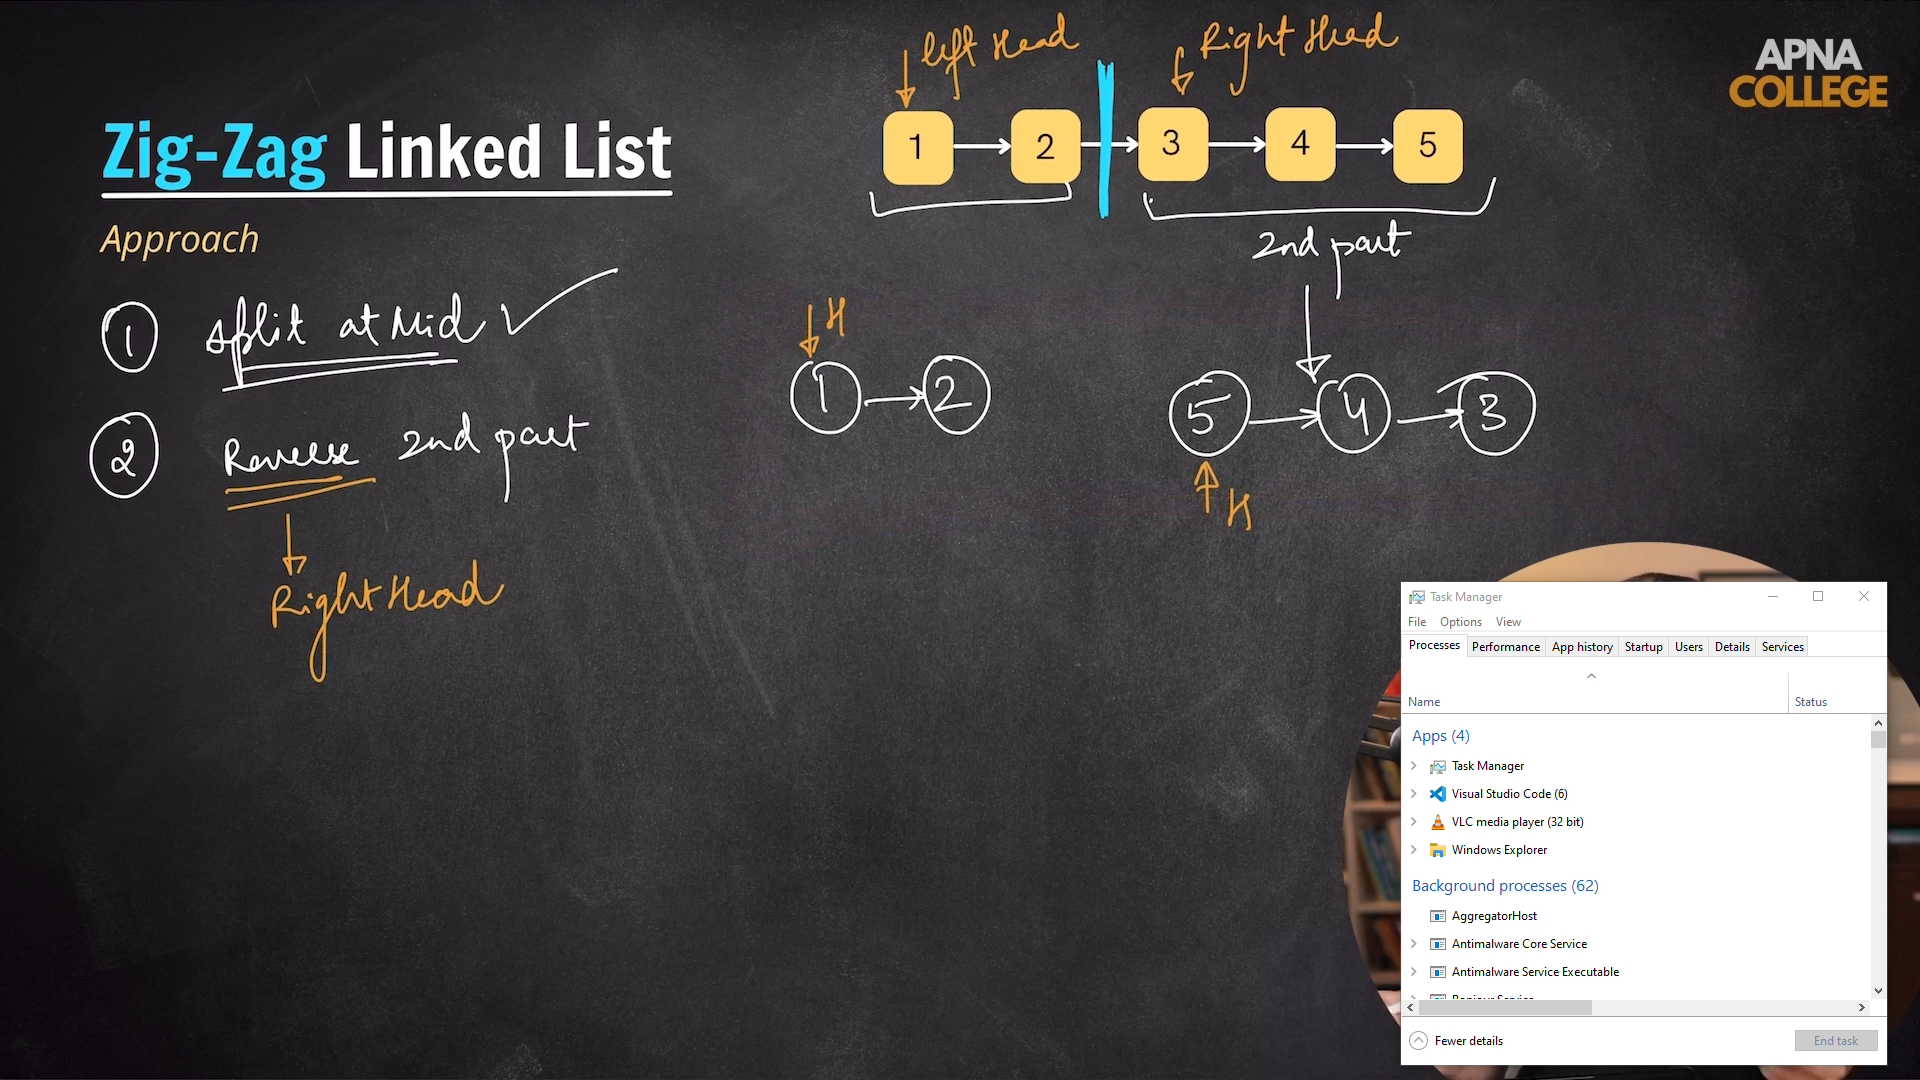 left Head
Right Head
APNA
COLLEGE
1 2 3 4 5
Zig-Zag Linked List
2nd part
Approach
1 split at Mid
H
1 2
5 4 3
2 Reverse 2nd part
H
Right Head
Task Manager
File Options View
Processes Performance App history Startup Users Details Services
Name Status
Apps (4)
Task Manager
Visual Studio Code (6)
VLC media player (32 bit)
Windows Explorer
Background processes (62)
AggregatorHost
Antimalware Core Service
Antimalware Service Executable
Bonjour Service
Fewer details End task